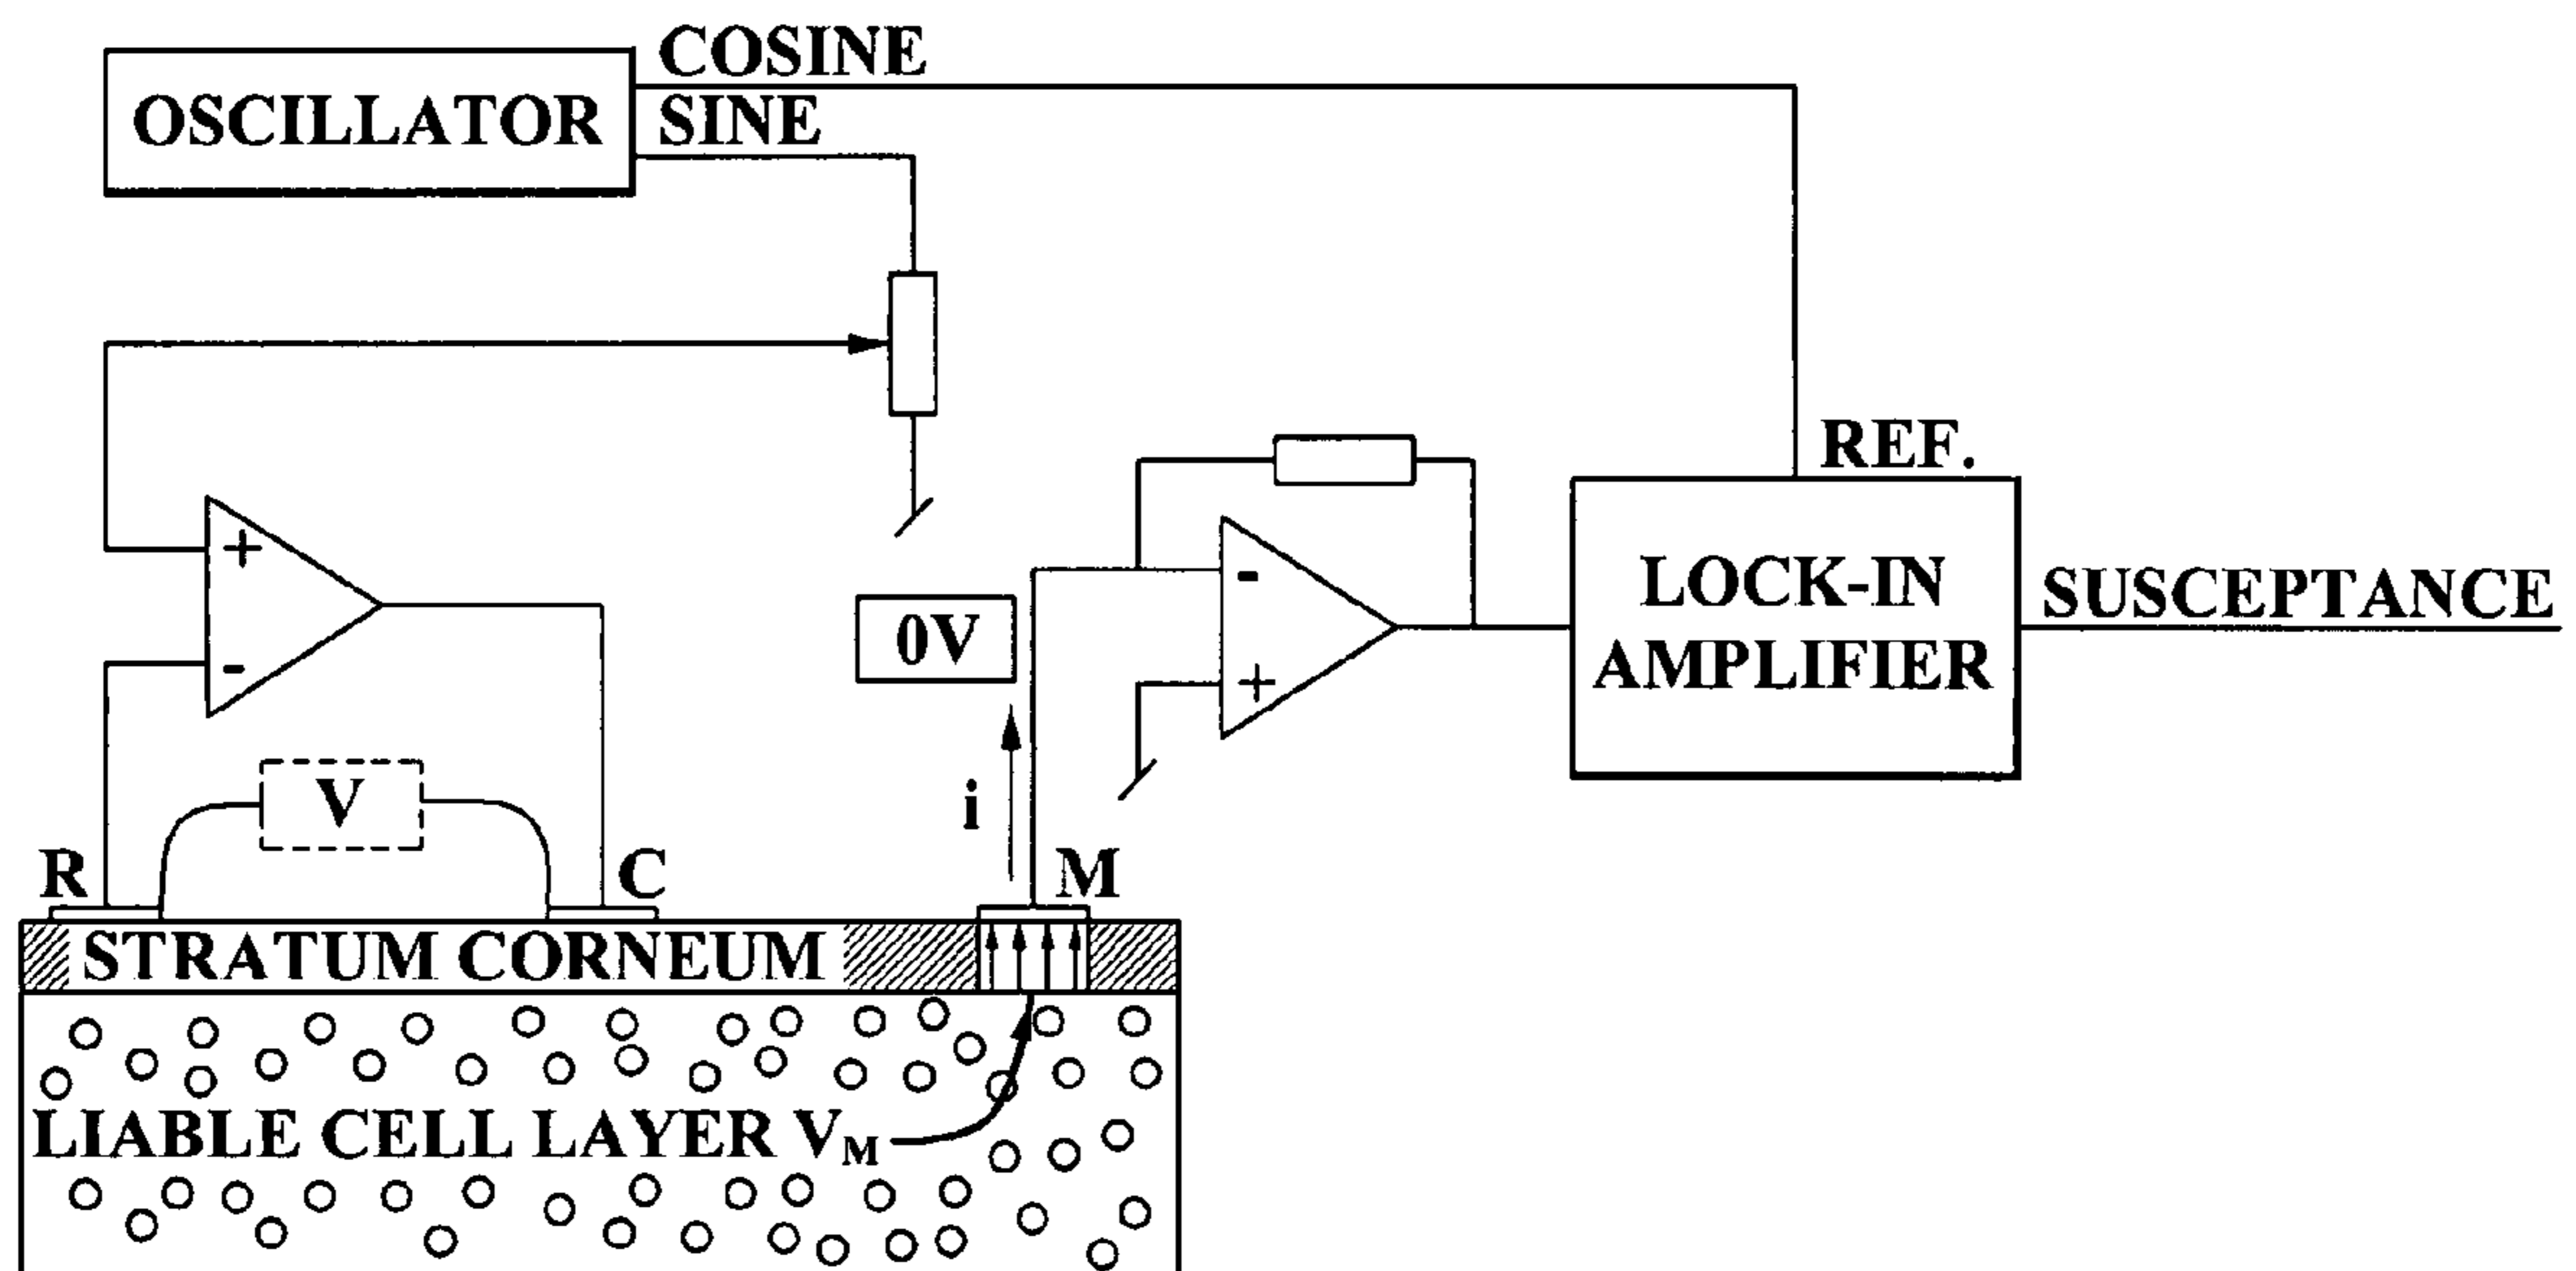 COSINE
OSCILLATOR
SINE
REF.
+
-
0V
-
+
LOCK-IN
AMPLIFIER
SUSCEPTANCE
V
i
R
C
M
STRATUM CORNEUM
LIABLE CELL LAYER VM